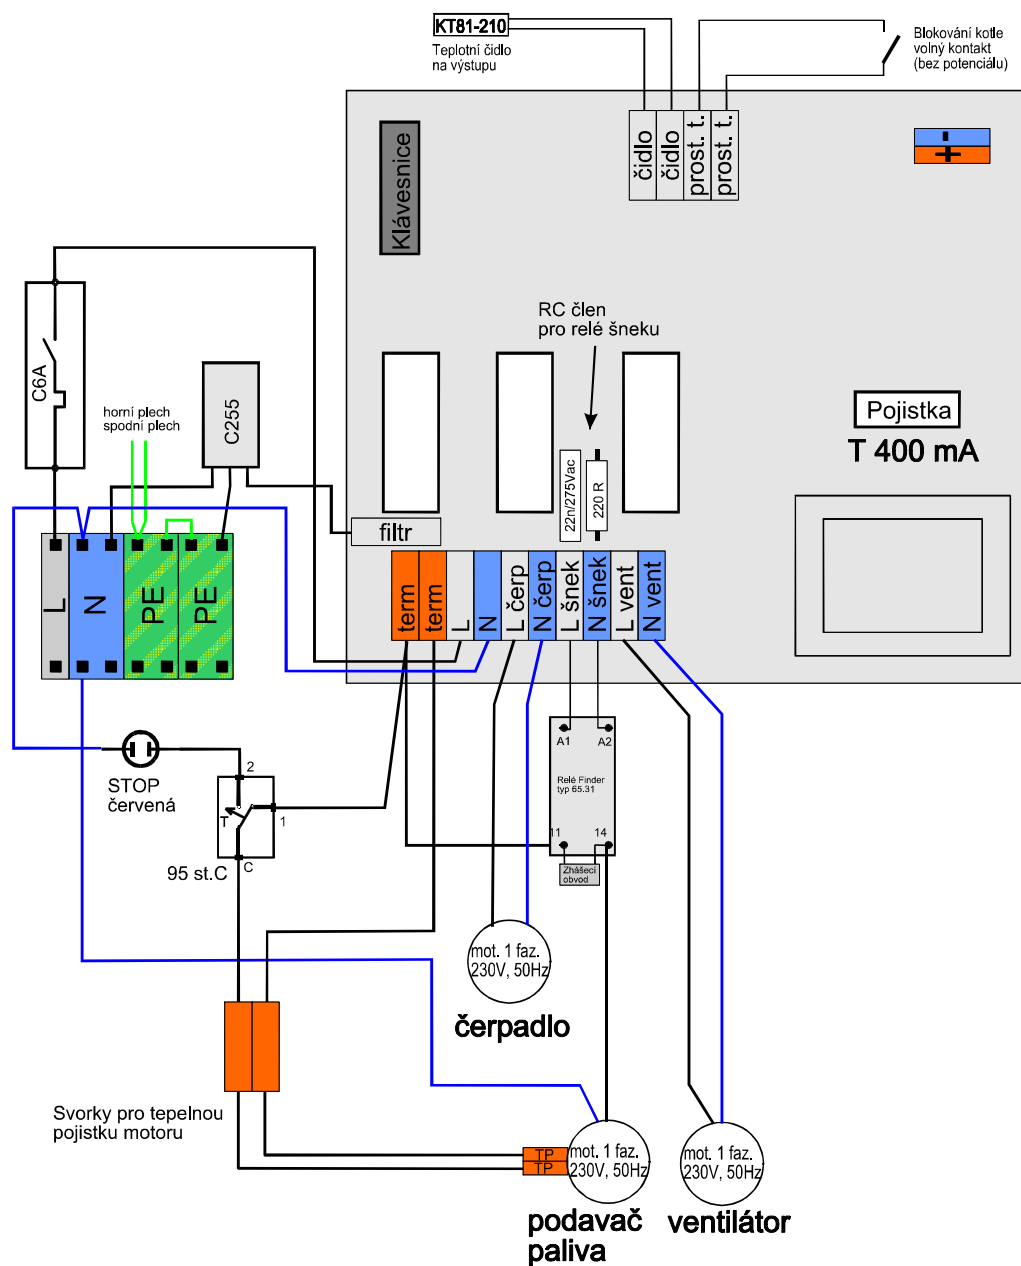 KT81-210
Teplotní čidlo
na výstupu
Blokování kotle
volný kontakt
(bez potenciálu)
čidlo
čidlo
prost. t.
prost. t.
-
+
Klávesnice
RC člen
pro relé šneku
C6A
horní plech
spodní plech
C255
Pojistka
T 400 mA
22n/275Vac
220 R
filtr
L
N
PE
PE
term
term
L
N
L čerp
N čerp
L šnek
N šnek
L vent
N vent
STOP
červená
2
T
1
C
95 st.C
A1
A2
Relé Finder
typ 65.31
11
14
Zhášecí
obvod
mot. 1 faz.
230V, 50Hz
čerpadlo
Svorky pro tepelnou
pojistku motoru
TP
TP
mot. 1 faz.
230V, 50Hz
podavač
paliva
mot. 1 faz.
230V, 50Hz
ventilátor